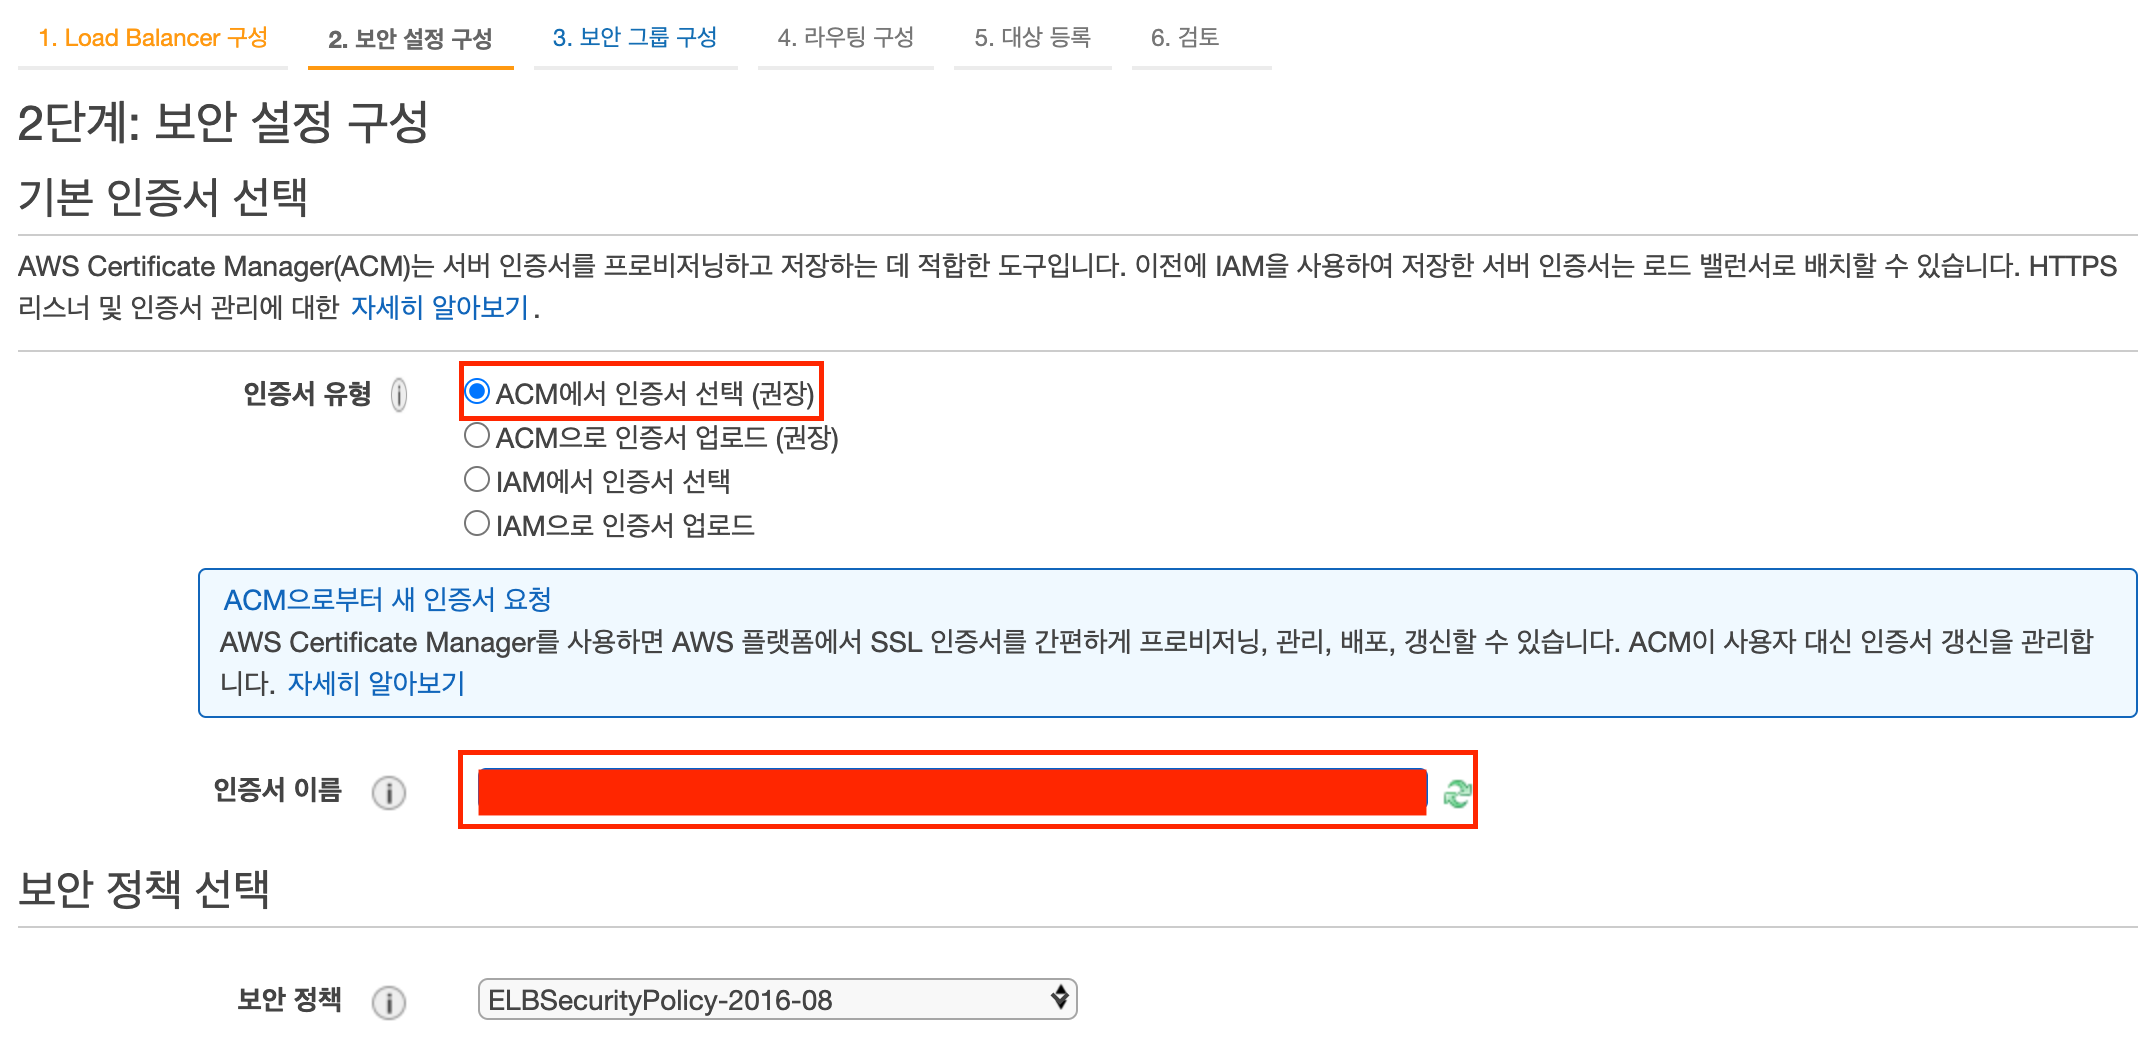 1. Load Balancer 구성 2. 보안 설정 구성 3. 보안 그룹 구성 4. 라우팅 구성 5. 대상 등록 6. 검토
2단계: 보안 설정 구성
기본 인증서 선택
AWS Certificate Manager(ACM)는 서버 인증서를 프로비저닝하고 저장하는 데 적합한 도구입니다. 이전에 IAM을 사용하여 저장한 서버 인증서는 로드 밸런서로 배치할 수 있습니다. HTTPS
리스너 및 인증서 관리에 대한 자세히 알아보기.
인증서 유형 ACM에서 인증서 선택 (권장)
ACM으로 인증서 업로드 (권장)
IAM에서 인증서 선택
IAM으로 인증서 업로드
ACM으로부터 새 인증서 요청
AWS Certificate Manager를 사용하면 AWS 플랫폼에서 SSL 인증서를 간편하게 프로비저닝, 관리, 배포, 갱신할 수 있습니다. ACM이 사용자 대신 인증서 갱신을 관리합
니다. 자세히 알아보기
인증서 이름
보안 정책 선택
보안 정책 ELBSecurityPolicy-2016-08